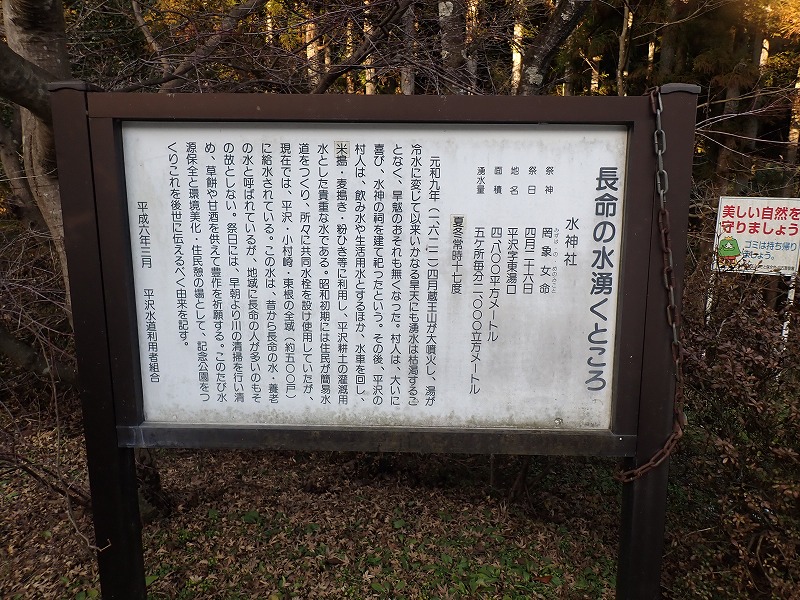 長命の水湧くところ
水神社
祭神 罔象女命
祭日 四月二十八日
地名 平沢字東湯口
面積 四、八〇〇平方メートル
湧水量 五ケ所毎分二、〇〇〇立方メートル
夏冬常時十七度
元和九年(一六二二)四月蔵王山が大噴火し、湯が
冷水に変じて以来いかなる旱天にも湧水は枯渇するこ
となく、旱魃のおそれも無くなった。村人は、大いに
喜び、水神の祠を建て祀ったという。その後、平沢の
村人は、飲み水や生活用水とするほか、水車を回し、
米搗・麦搗き・粉ひき等に利用し、平沢耕土の灌漑用
水とした貴重な水である。昭和初期には住民が簡易水
道をつくり、所々に共同水栓を設け使用していたが、
現在では、平沢・小村崎・東根の全域(約五〇〇戸)
に給水されている。この水は、昔から長命の水・養老
の水と呼ばれているが、地域に長命の人が多いのもそ
の故としない。祭日には、早朝より川の清掃を行い清
め、草餅や甘酒を供えて豊作を祈願する。このたび水
源保全と環境美化・住民憩の場として、記念公園をつ
くりこれを後世に伝えるべく由来を記す。
平成六年三月 平沢水道利用者組合
美しい自然を
守りましょう
ゴミは持ち帰り
ましょう。